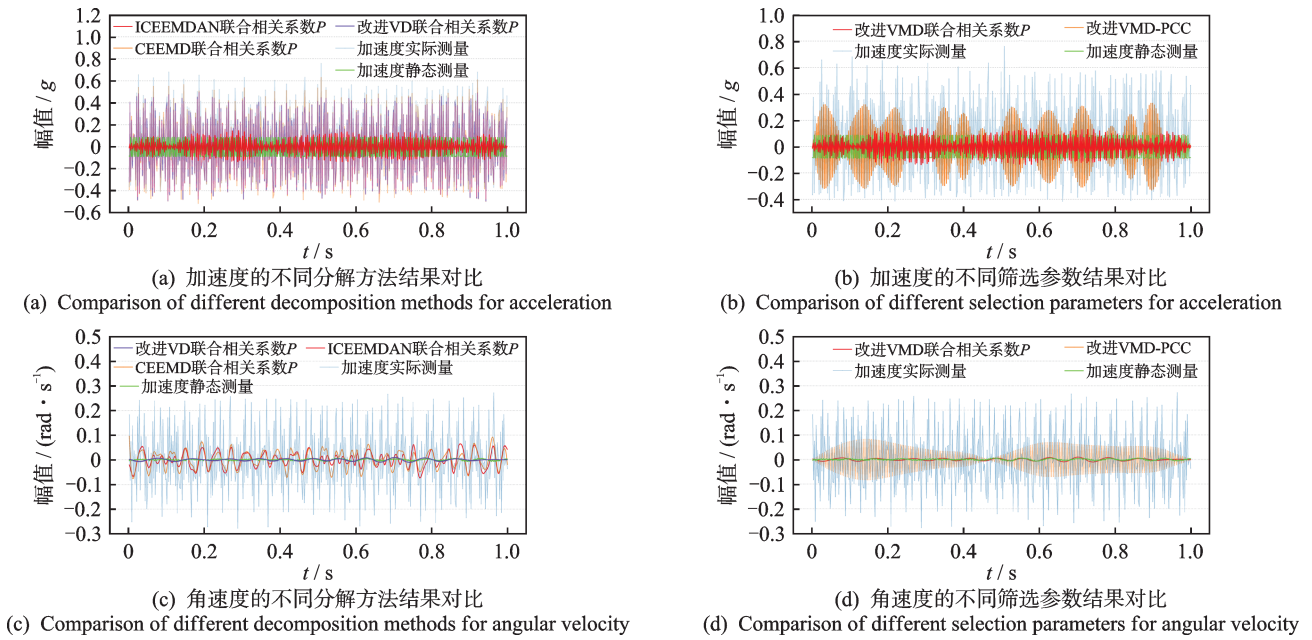 ICEEMDAN联合相关系数P 改进VD联合相关系数P
CEEMD联合相关系数P 加速度实际测量
加速度静态测量
1.2
1.0
0.8
0.6
0.4
0.2
0
−0.2
−0.4
−0.6
幅值 / g
0 0.2 0.4 0.6 0.8 1.0
t / s
(a) 加速度的不同分解方法结果对比
(a) Comparison of different decomposition methods for acceleration
改进VMD联合相关系数P 改进VMD-PCC
加速度实际测量 加速度静态测量
1.0
0.8
0.6
0.4
0.2
0
−0.2
−0.4
幅值 / g
0 0.2 0.4 0.6 0.8 1.0
t / s
(b) 加速度的不同筛选参数结果对比
(b) Comparison of different selection parameters for acceleration
改进VD联合相关系数P ICEEMDAN联合相关系数P
CEEMD联合相关系数P 加速度实际测量
加速度静态测量
0.5
0.4
0.3
0.2
0.1
0
−0.1
−0.2
−0.3
幅值 / (rad·s⁻¹)
0 0.2 0.4 0.6 0.8 1.0
t / s
(c) 角速度的不同分解方法结果对比
(c) Comparison of different decomposition methods for angular velocity
改进VMD联合相关系数P 改进VMD-PCC
加速度实际测量 加速度静态测量
0.5
0.4
0.3
0.2
0.1
0
−0.1
−0.2
−0.3
幅值 / (rad·s⁻¹)
0 0.2 0.4 0.6 0.8 1.0
t / s
(d) 角速度的不同筛选参数结果对比
(d) Comparison of different selection parameters for angular velocity